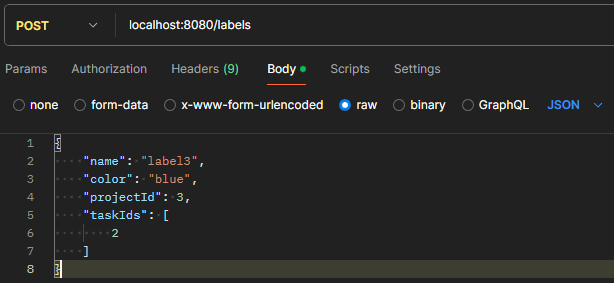 POST localhost:8080/labels
Params Authorization Headers (9) Body Scripts Settings
none form-data x-www-form-urlencoded raw binary GraphQL JSON
1 {
2 "name": "label3",
3 "color": "blue",
4 "projectId": 3,
5 "taskIds": [
6 2
7 ]
8 }